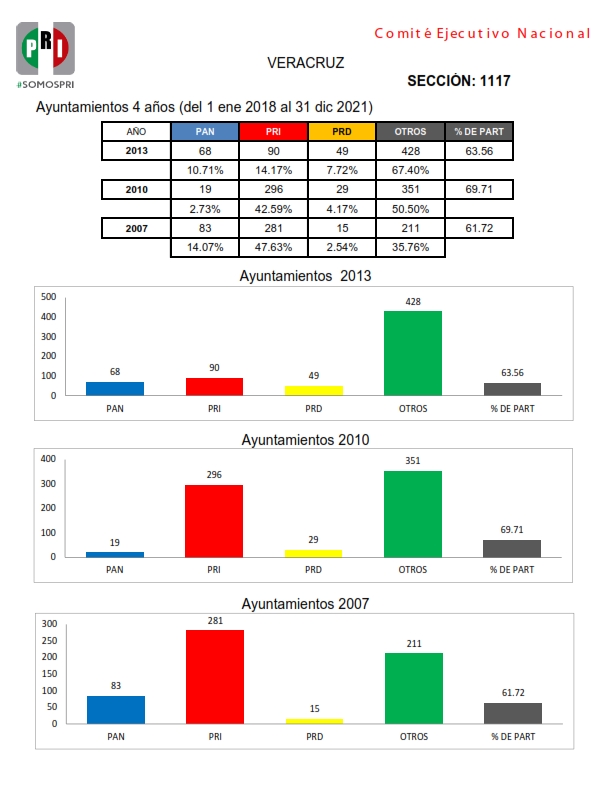 Comité Ejecutivo Nacional
PRI
#SOMOSPRI
VERACRUZ
SECCIÓN: 1117
Ayuntamientos 4 años (del 1 ene 2018 al 31 dic 2021)
AÑO PAN PRI PRD OTROS % DE PART
2013 68 90 49 428 63.56
10.71% 14.17% 7.72% 67.40%
2010 19 296 29 351 69.71
2.73% 42.59% 4.17% 50.50%
2007 83 281 15 211 61.72
14.07% 47.63% 2.54% 35.76%
Ayuntamientos 2013
500
400
300
200
100
0
68 90 49 428 63.56
PAN PRI PRD OTROS % DE PART
Ayuntamientos 2010
400
300
200
100
0
19 296 29 351 69.71
PAN PRI PRD OTROS % DE PART
Ayuntamientos 2007
300
250
200
150
100
50
0
83 281 15 211 61.72
PAN PRI PRD OTROS % DE PART